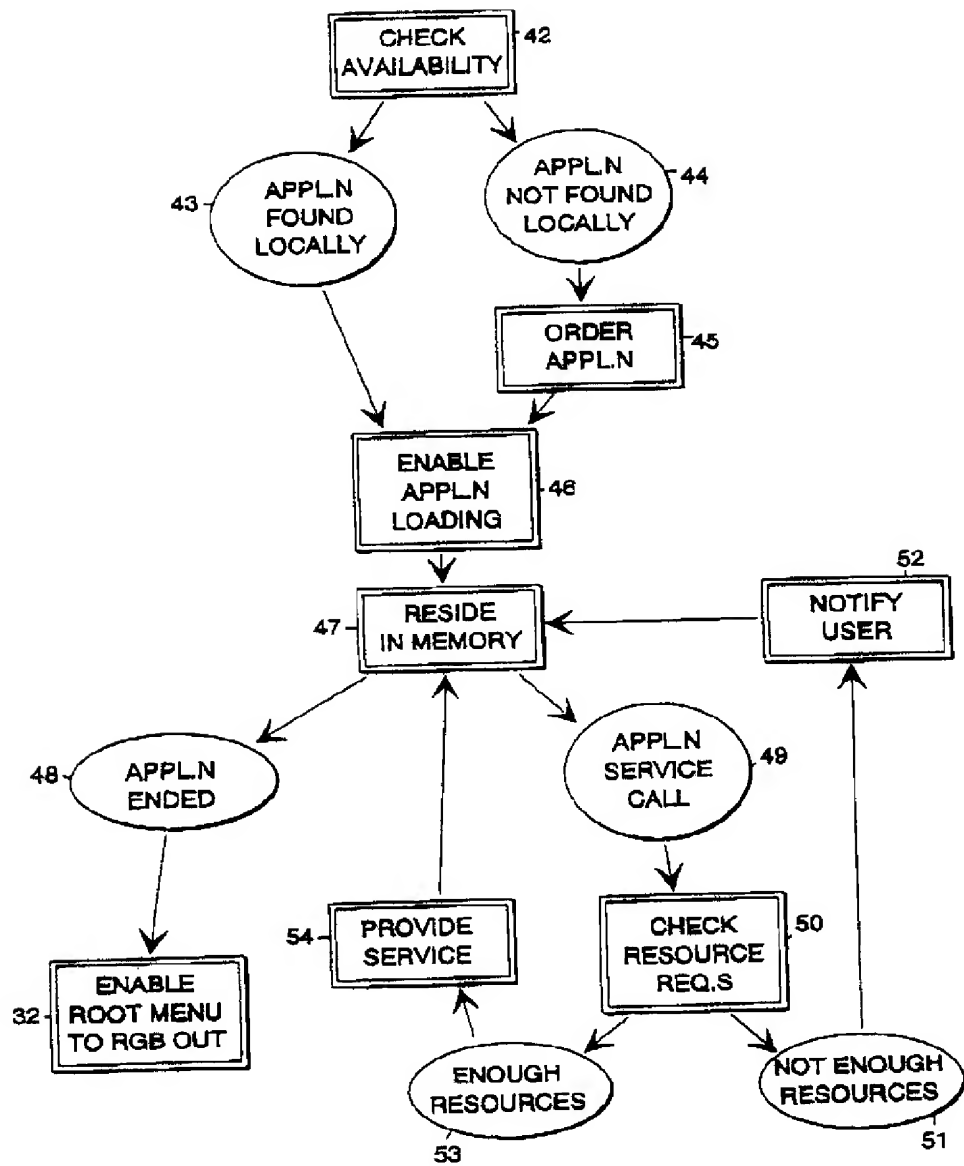 CHECK
AVAILABILITY
42
43
APPL.N
FOUND
LOCALLY
APPL.N
NOT FOUND
LOCALLY
44
ORDER
APPL.N
45
ENABLE
APPL.N
LOADING
46
47
RESIDE
IN MEMORY
52
NOTIFY
USER
48
APPL.N
ENDED
APPL.N
SERVICE
CALL
49
54
PROVIDE
SERVICE
CHECK
RESOURCE
REQ.S
50
32
ENABLE
ROOT MENU
TO RGB OUT
ENOUGH
RESOURCES
53
NOT ENOUGH
RESOURCES
51